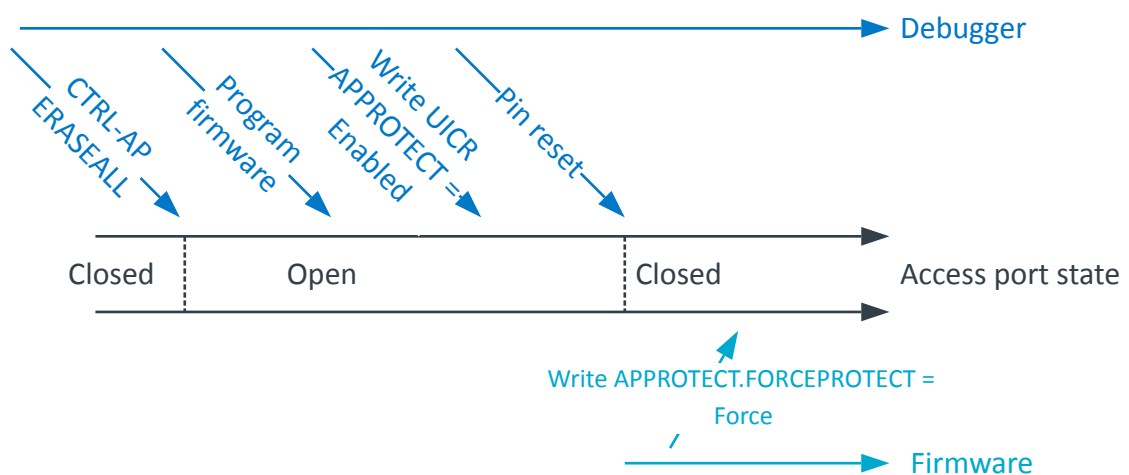 Debugger
CTRL-AP
ERASEALL
Program
firmware
Write UICR
APPROTECT =
Enabled
Pin reset
Closed
Open
Closed
Access port state
Write APPROTECT.FORCEPROTECT =
Force
Firmware